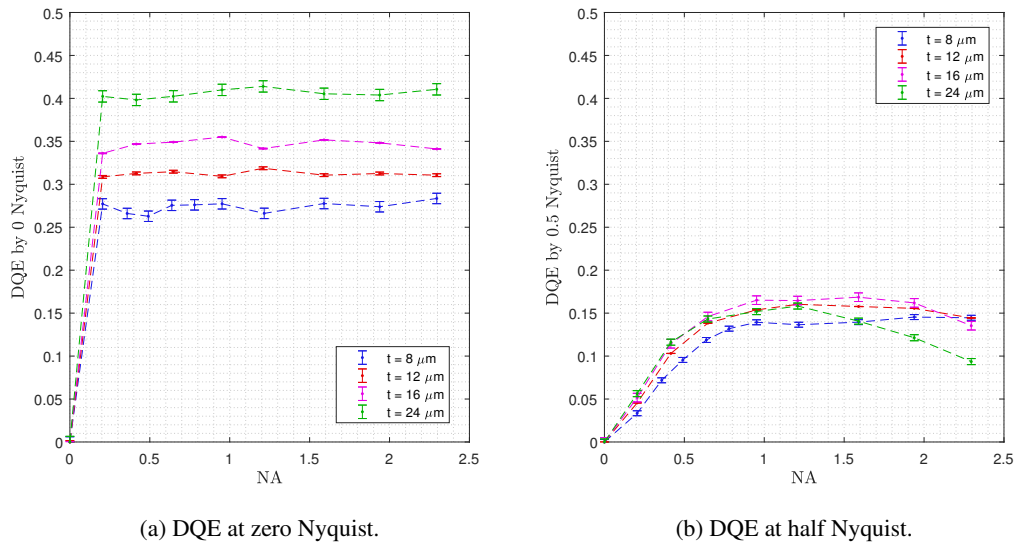 0.5
0.45
0.4
0.35
0.3
0.25
0.2
0.15
0.1
0.05
0
DQE by 0 Nyquist
t = 8 μm
t = 12 μm
t = 16 μm
t = 24 μm
0 0.5 1 1.5 2 2.5
NA
(a) DQE at zero Nyquist.
0.5
0.45
0.4
0.35
0.3
0.25
0.2
0.15
0.1
0.05
0
DQE by 0.5 Nyquist
t = 8 μm
t = 12 μm
t = 16 μm
t = 24 μm
0 0.5 1 1.5 2 2.5
NA
(b) DQE at half Nyquist.